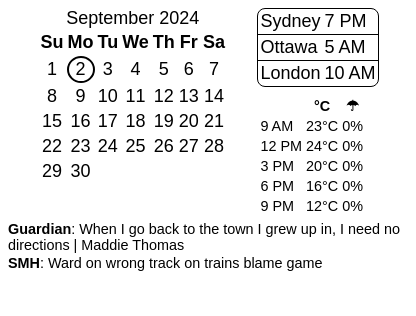 September 2024
Su Mo Tu We Th Fr Sa
1 2 3 4 5 6 7
8 9 10 11 12 13 14
15 16 17 18 19 20 21
22 23 24 25 26 27 28
29 30
Sydney 7 PM
Ottawa 5 AM
London 10 AM
°C ☂
9 AM 23°C 0%
12 PM 24°C 0%
3 PM 20°C 0%
6 PM 16°C 0%
9 PM 12°C 0%
Guardian: When I go back to the town I grew up in, I need no
directions | Maddie Thomas
SMH: Ward on wrong track on trains blame game